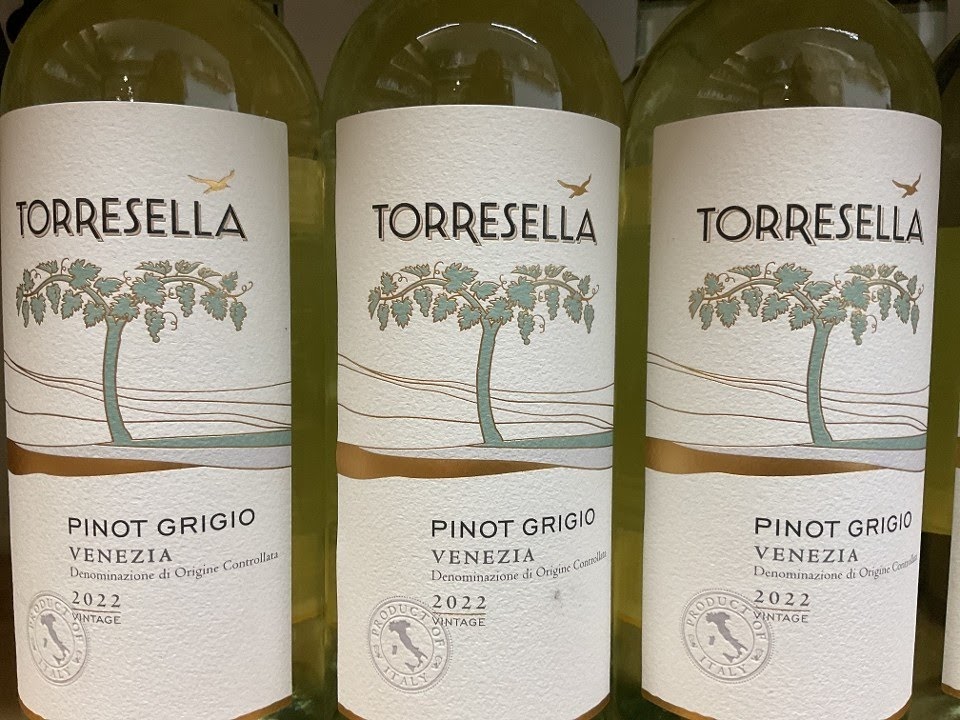 TORRESELLA
PINOT GRIGIO
VENEZIA
Denominazione di Origine Controllata
2022
VINTAGE
PRODUCT OF
ITALY
TORRESELLA
PINOT GRIGIO
VENEZIA
Denominazione di Origine Controllata
2022
VINTAGE
PRODUCT OF
ITALY
TORRESELLA
PINOT GRIGIO
VENEZIA
Denominazione di Origine Controllata
2022
VINTAGE
PRODUCT OF
ITALY